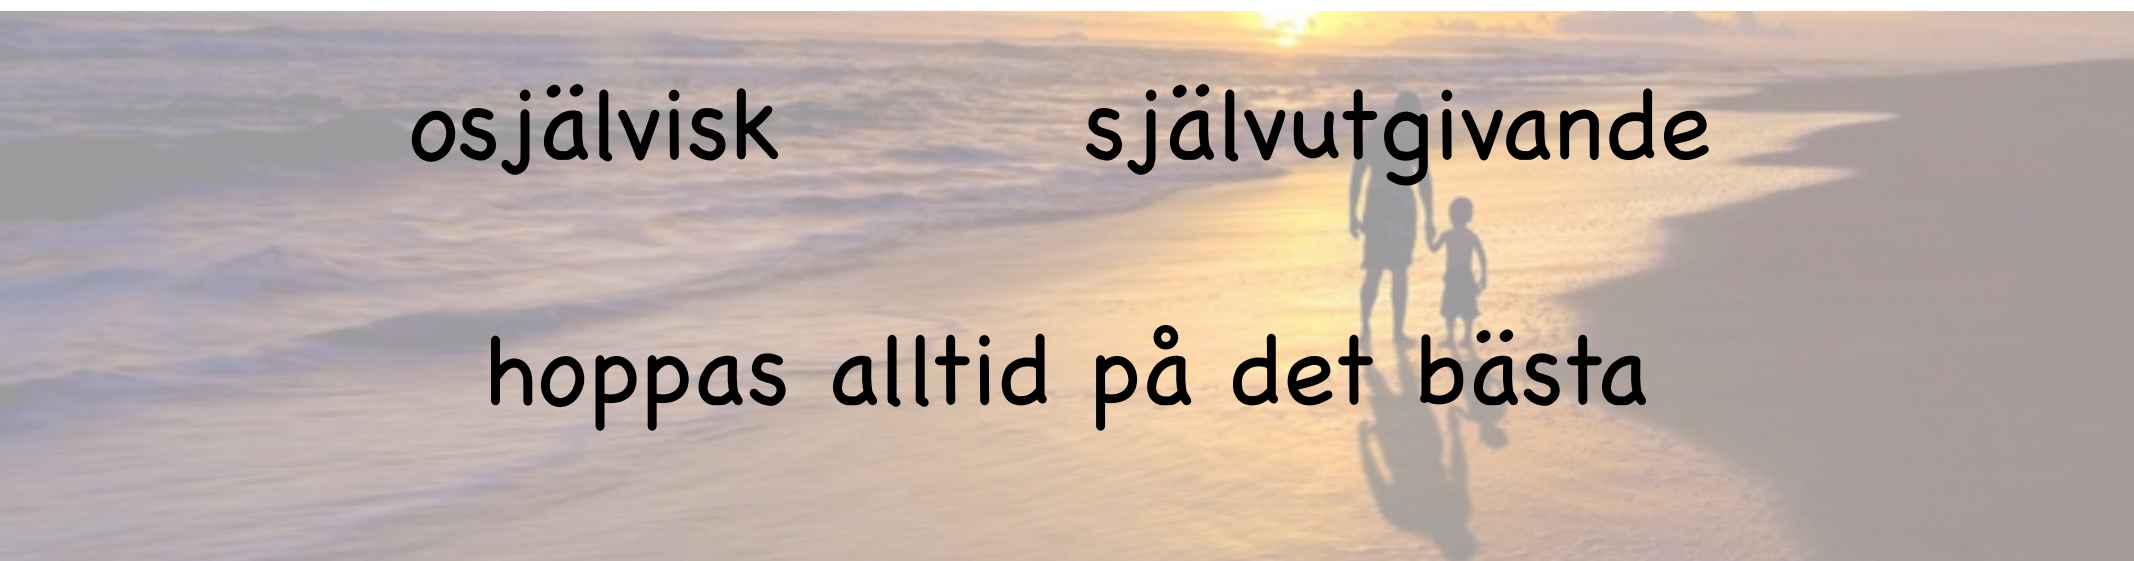 osjälvisk självutgivande
hoppas alltid på det bästa